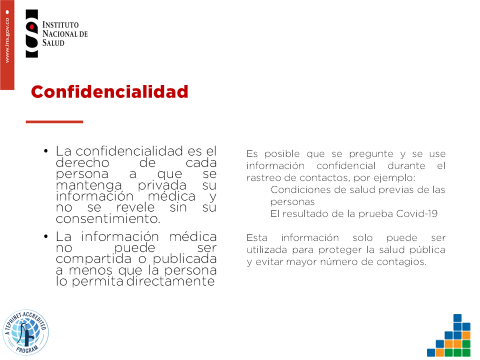 www.ins.gov.co
INSTITUTO
NACIONAL DE
SALUD
Confidencialidad
• La confidencialidad es el
derecho de cada
persona a que se
mantenga privada su
información médica y
no se revele sin su
consentimiento.
• La información médica
no puede ser
compartida o publicada
a menos que la persona
lo permita directamente
Es posible que se pregunte y se use
información confidencial durante el
rastreo de contactos, por ejemplo:
Condiciones de salud previas de las
personas
El resultado de la prueba Covid-19
Esta información solo puede ser
utilizada para proteger la salud pública
y evitar mayor número de contagios.
A TEPHINET ACCREDITED
PROGRAM